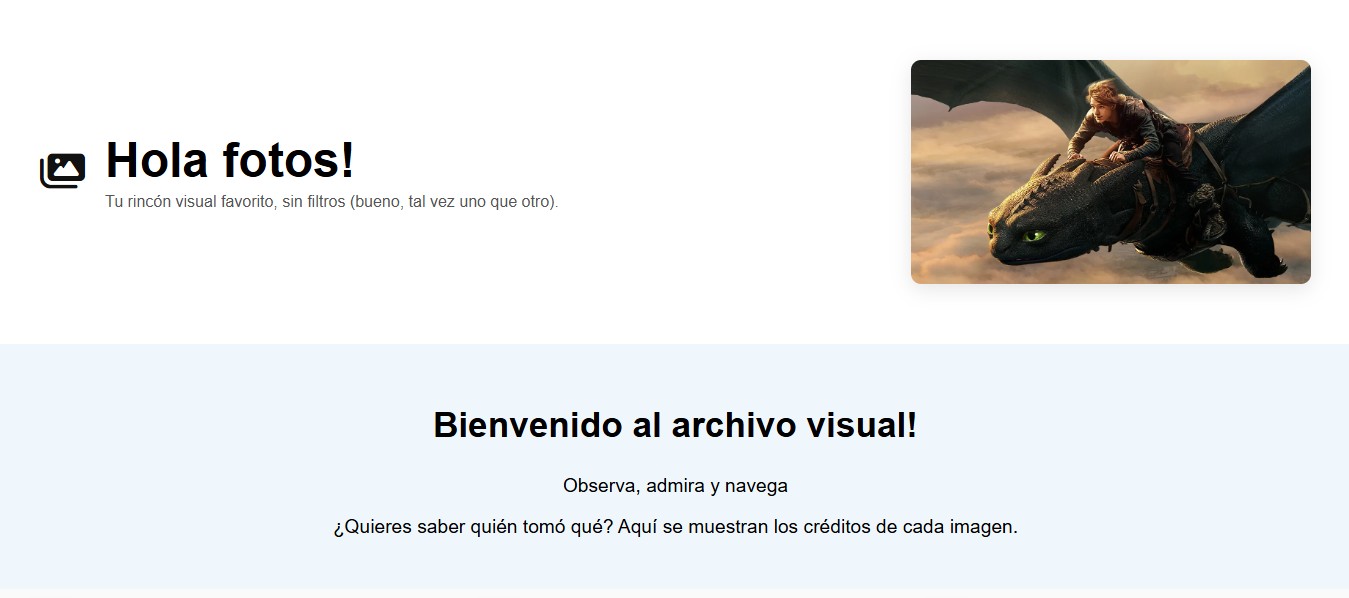 Hola fotos!
Tu rincón visual favorito, sin filtros (bueno, tal vez uno que otro).
Bienvenido al archivo visual!
Observa, admira y navega
¿Quieres saber quién tomó qué? Aquí se muestran los créditos de cada imagen.